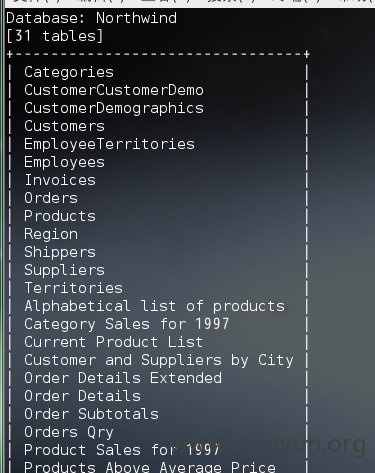 Database: Northwind
[31 tables]
+--------------------------------+
| Categories |
| CustomerCustomerDemo |
| CustomerDemographics |
| Customers |
| EmployeeTerritories |
| Employees |
| Invoices |
| Orders |
| Products |
| Region |
| Shippers |
| Suppliers |
| Territories |
| Alphabetical list of products |
| Category Sales for 1997 |
| Current Product List |
| Customer and Suppliers by City |
| Order Details Extended |
| Order Details |
| Order Subtotals |
| Orders Qry |
| Product Sales for 1997 |
| Products Above Average Price |